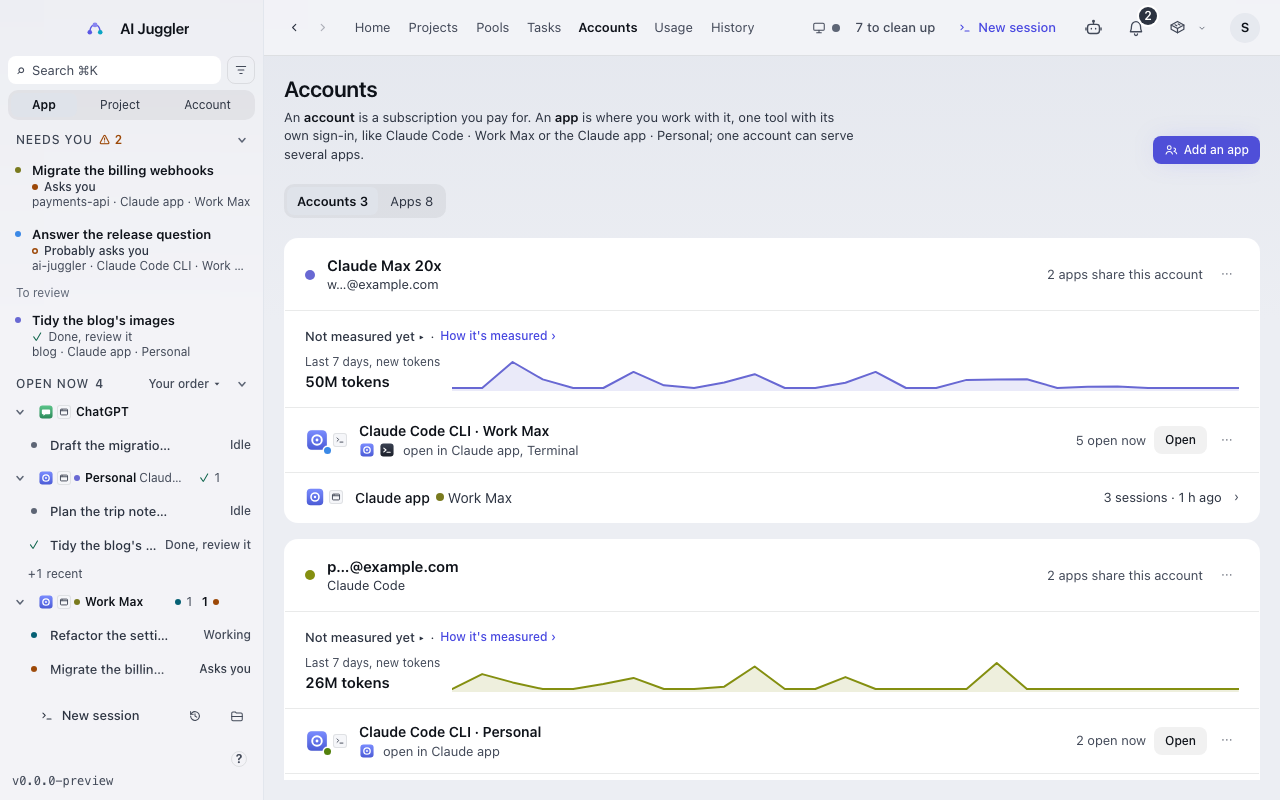 AI Juggler
Search ⌘K
App Project Account
NEEDS YOU 2
Migrate the billing webhooks
Asks you
payments-api · Claude app · Work Max
Answer the release question
Probably asks you
ai-juggler · Claude Code CLI · Work ...
To review
Tidy the blog's images
Done, review it
blog · Claude app · Personal
OPEN NOW 4 Your order
ChatGPT
Draft the migratio... Idle
Personal Claud... 1
Plan the trip note... Idle
Tidy the blog's ... Done, review it
+1 recent
Work Max 1 1
Refactor the setti... Working
Migrate the billin... Asks you
New session
?
v0.0.0-preview
Home Projects Pools Tasks Accounts Usage History
7 to clean up
New session
2
S
Accounts
An account is a subscription you pay for. An app is where you work with it, one tool with its
own sign-in, like Claude Code · Work Max or the Claude app · Personal; one account can serve
several apps.
Add an app
Accounts 3 Apps 8
Claude Max 20x
w...@example.com
2 apps share this account ···
Not measured yet ▸ · How it's measured ›
Last 7 days, new tokens
50M tokens
Claude Code CLI · Work Max
open in Claude app, Terminal
5 open now Open ···
Claude app Work Max
3 sessions · 1 h ago ›
p...@example.com
Claude Code
2 apps share this account ···
Not measured yet ▸ · How it's measured ›
Last 7 days, new tokens
26M tokens
Claude Code CLI · Personal
open in Claude app
2 open now Open ···